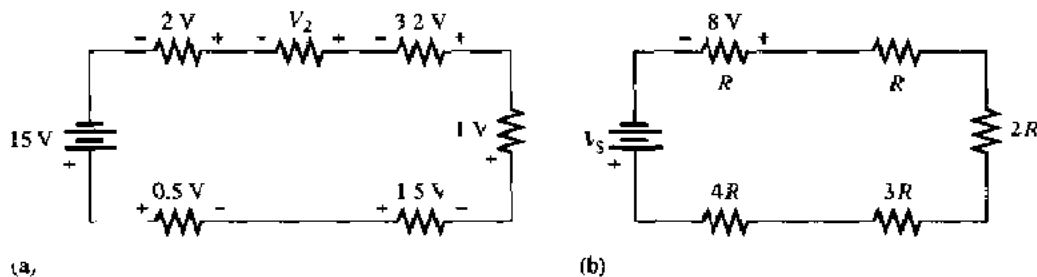 2 V V₂ 3 2 V 8 V
- + - + - + - +
R R
15 V 1 V vS 2R
+ + +
0.5 V 1 5 V 4R 3R
+ - + -
(a) (b)